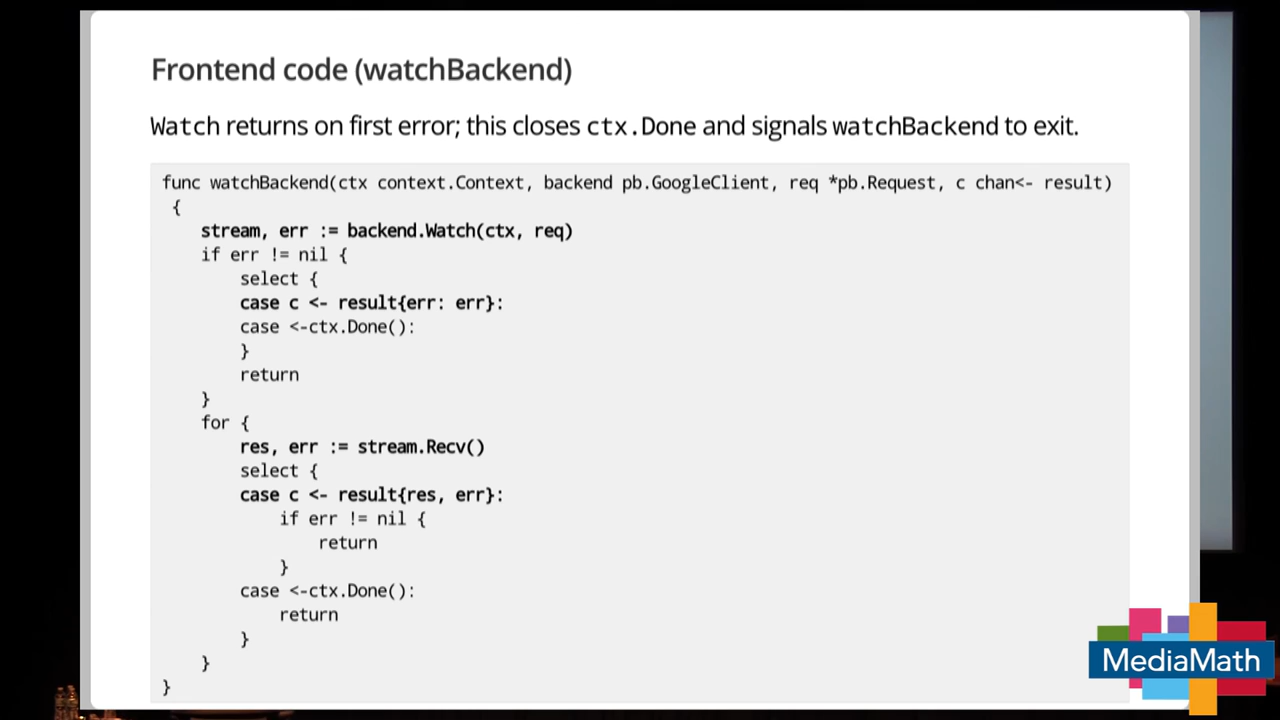 Frontend code (watchBackend)
Watch returns on first error; this closes ctx.Done and signals watchBackend to exit.
func watchBackend(ctx context.Context, backend pb.GoogleClient, req *pb.Request, c chan<- result)
 {
    stream, err := backend.Watch(ctx, req)
    if err != nil {
        select {
        case c <- result{err: err}:
        case <-ctx.Done():
        }
        return
    }
    for {
        res, err := stream.Recv()
        select {
        case c <- result{res, err}:
            if err != nil {
                return
            }
        case <-ctx.Done():
            return
        }
    }
}
MediaMath